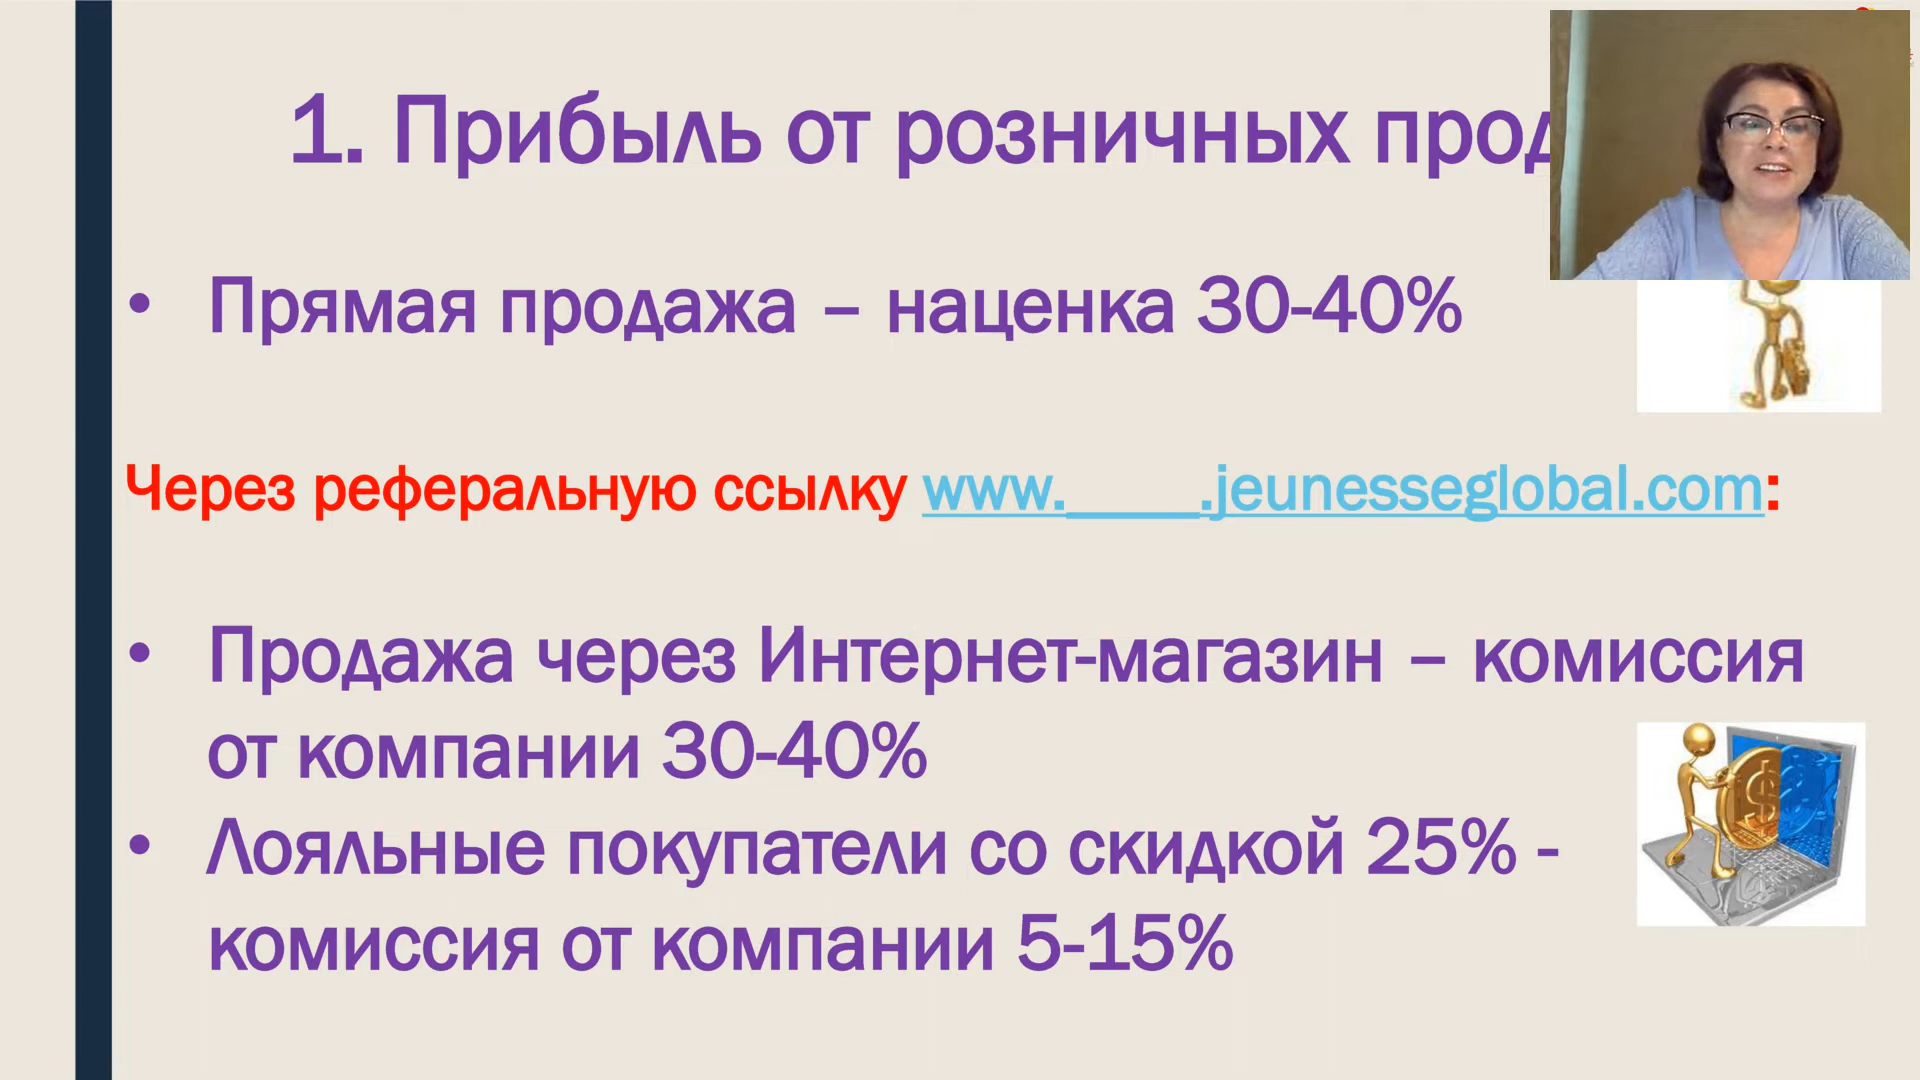 1. Прибыль от розничных
• Прямая продажа – наценка 30-40%
Через реферальную ссылку www.____.jeunesseglobal.com:
• Продажа через Интернет-магазин – комиссия
от компании 30-40%
• Лояльные покупатели со скидкой 25% -
комиссия от компании 5-15%